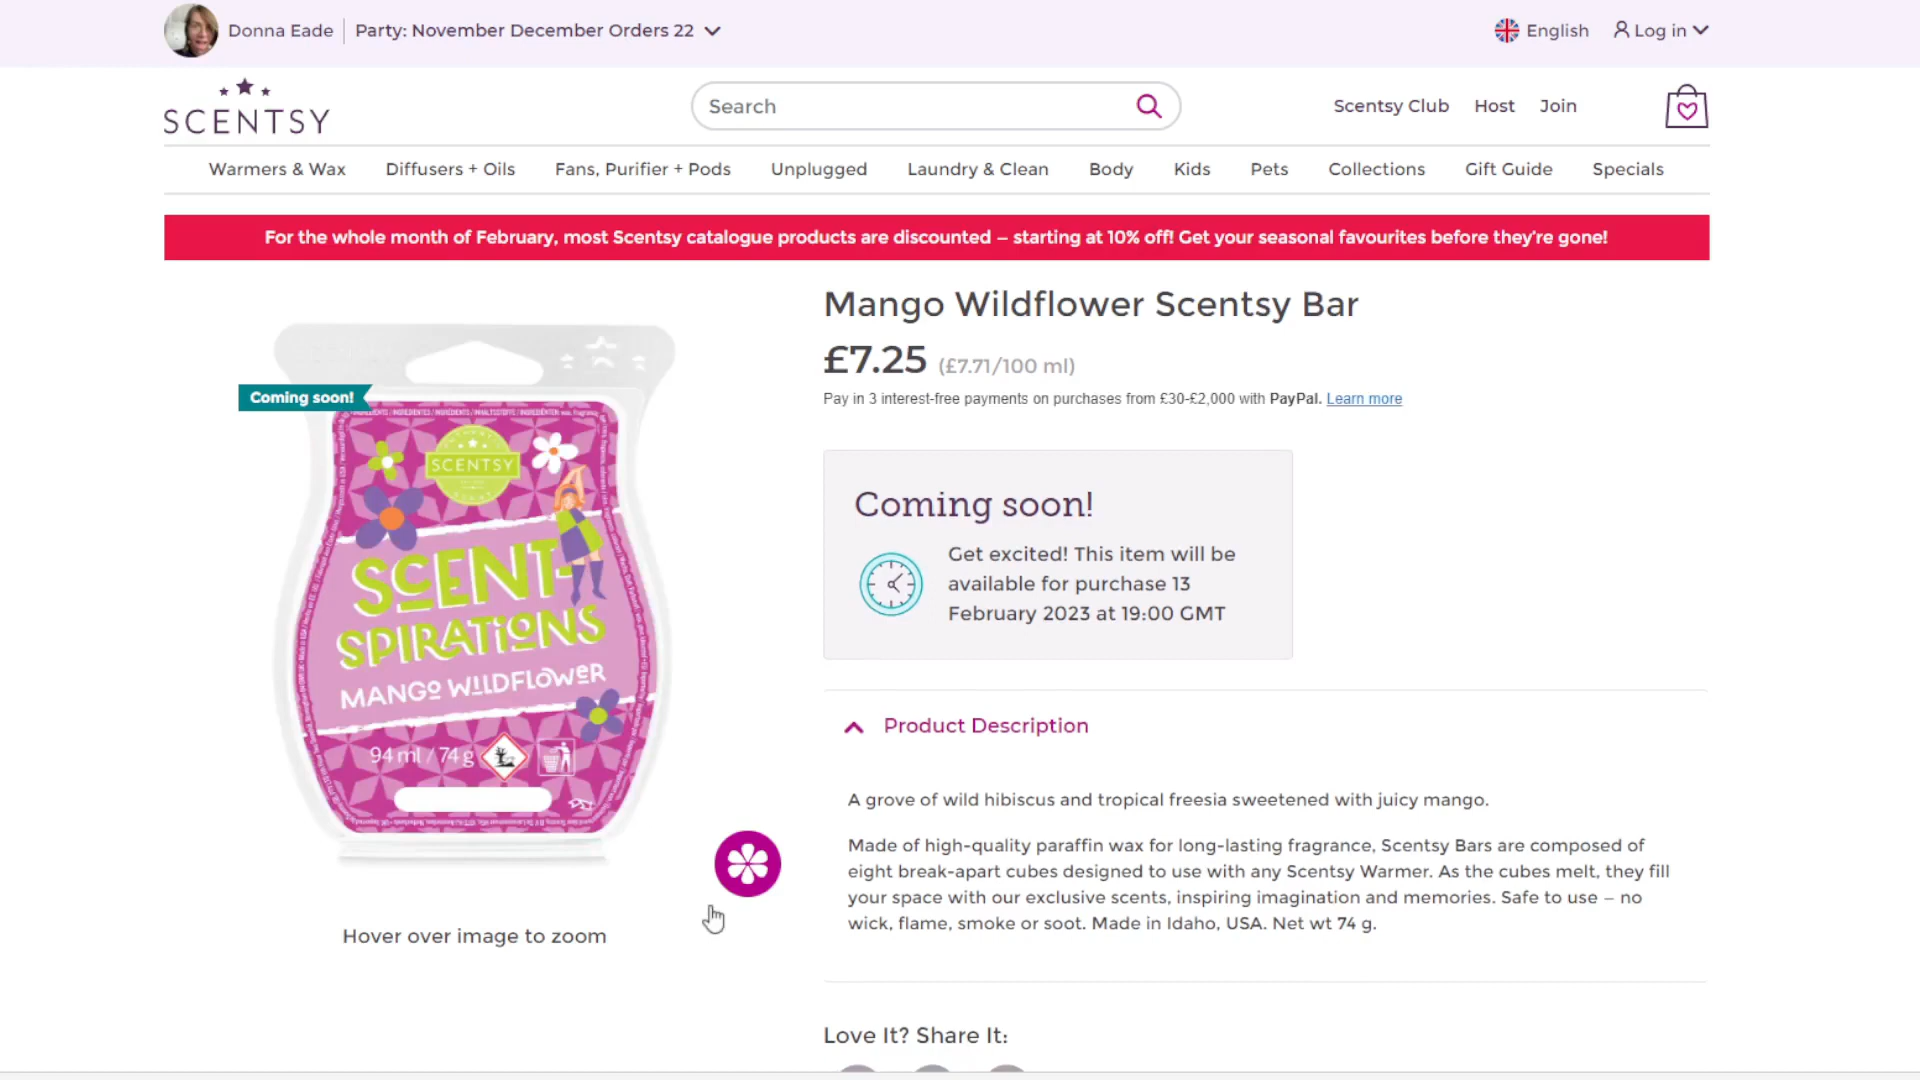 Donna Eade
Party: November December Orders 22
English
Log in
SCENTSY
Search
Scentsy Club
Host
Join
Warmers & Wax
Diffusers + Oils
Fans, Purifier + Pods
Unplugged
Laundry & Clean
Body
Kids
Pets
Collections
Gift Guide
Specials
For the whole month of February, most Scentsy catalogue products are discounted – starting at 10% off! Get your seasonal favourites before they're gone!
Coming soon!
SCENTSY
SCENT-
SPIRATIONS
MANGO WILDFLOWER
94 ml / 74 g
Hover over image to zoom
Mango Wildflower Scentsy Bar
£7.25 (£7.71/100 ml)
Pay in 3 interest-free payments on purchases from £30-£2,000 with PayPal. Learn more
Coming soon!
Get excited! This item will be
available for purchase 13
February 2023 at 19:00 GMT
Product Description
A grove of wild hibiscus and tropical freesia sweetened with juicy mango.
Made of high-quality paraffin wax for long-lasting fragrance, Scentsy Bars are composed of
eight break-apart cubes designed to use with any Scentsy Warmer. As the cubes melt, they fill
your space with our exclusive scents, inspiring imagination and memories. Safe to use – no
wick, flame, smoke or soot. Made in Idaho, USA. Net wt 74 g.
Love It? Share It: